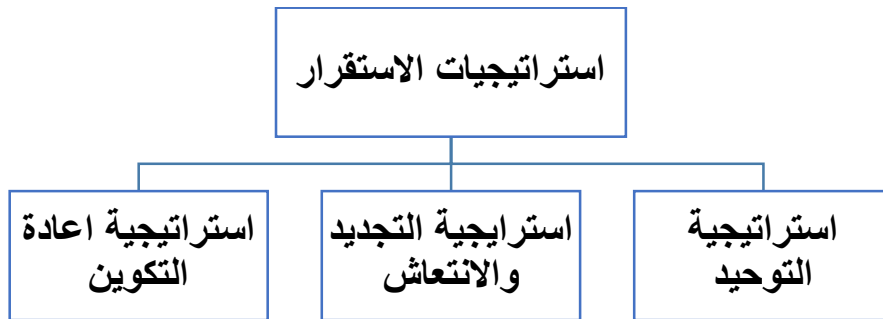 استراتيجيات الاستقرار
استراتيجية
التوحيد
استرايجية التجديد
والانتعاش
استراتيجية اعادة
التكوين